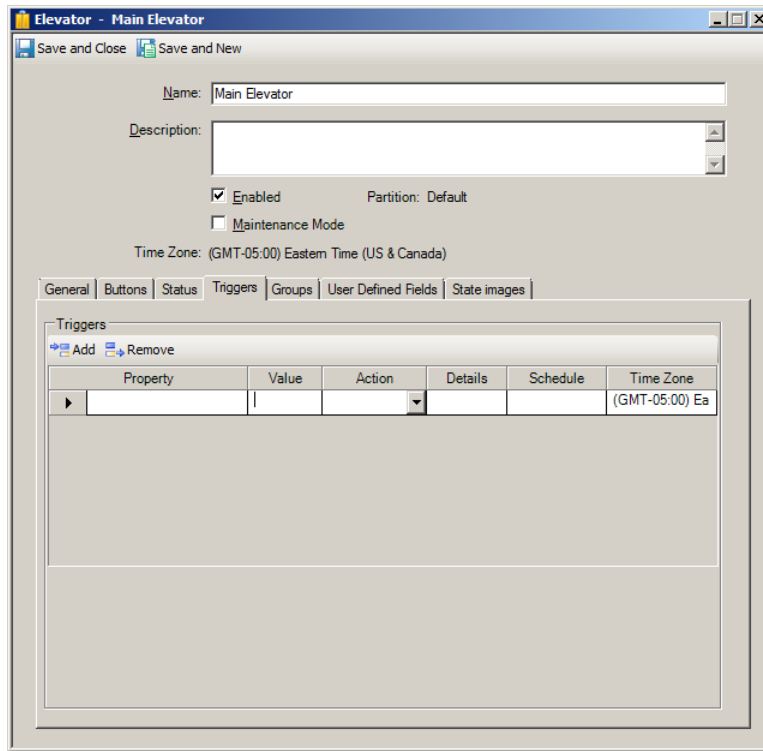 Elevator - Main Elevator
Save and Close Save and New
Name: Main Elevator
Description:
Enabled Partition: Default
Maintenance Mode
Time Zone: (GMT-05:00) Eastern Time (US & Canada)
General Buttons Status Triggers Groups User Defined Fields State images
Triggers
Add Remove
Property Value Action Details Schedule Time Zone
(GMT-05:00) Ea